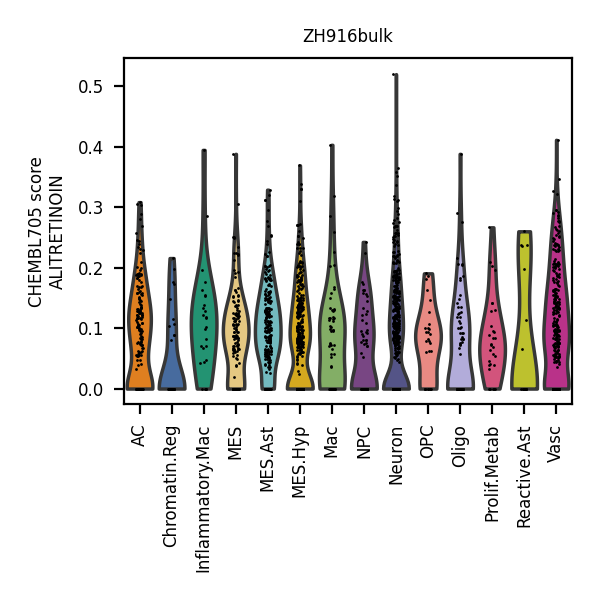 ZH916bulk
CHEMBL705 score
ALITRETINOIN
0.5
0.4
0.3
0.2
0.1
0.0
AC
Chromatin.Reg
Inflammatory.Mac
MES
MES.Ast
MES.Hyp
Mac
NPC
Neuron
OPC
Oligo
Prolif.Metab
Reactive.Ast
Vasc